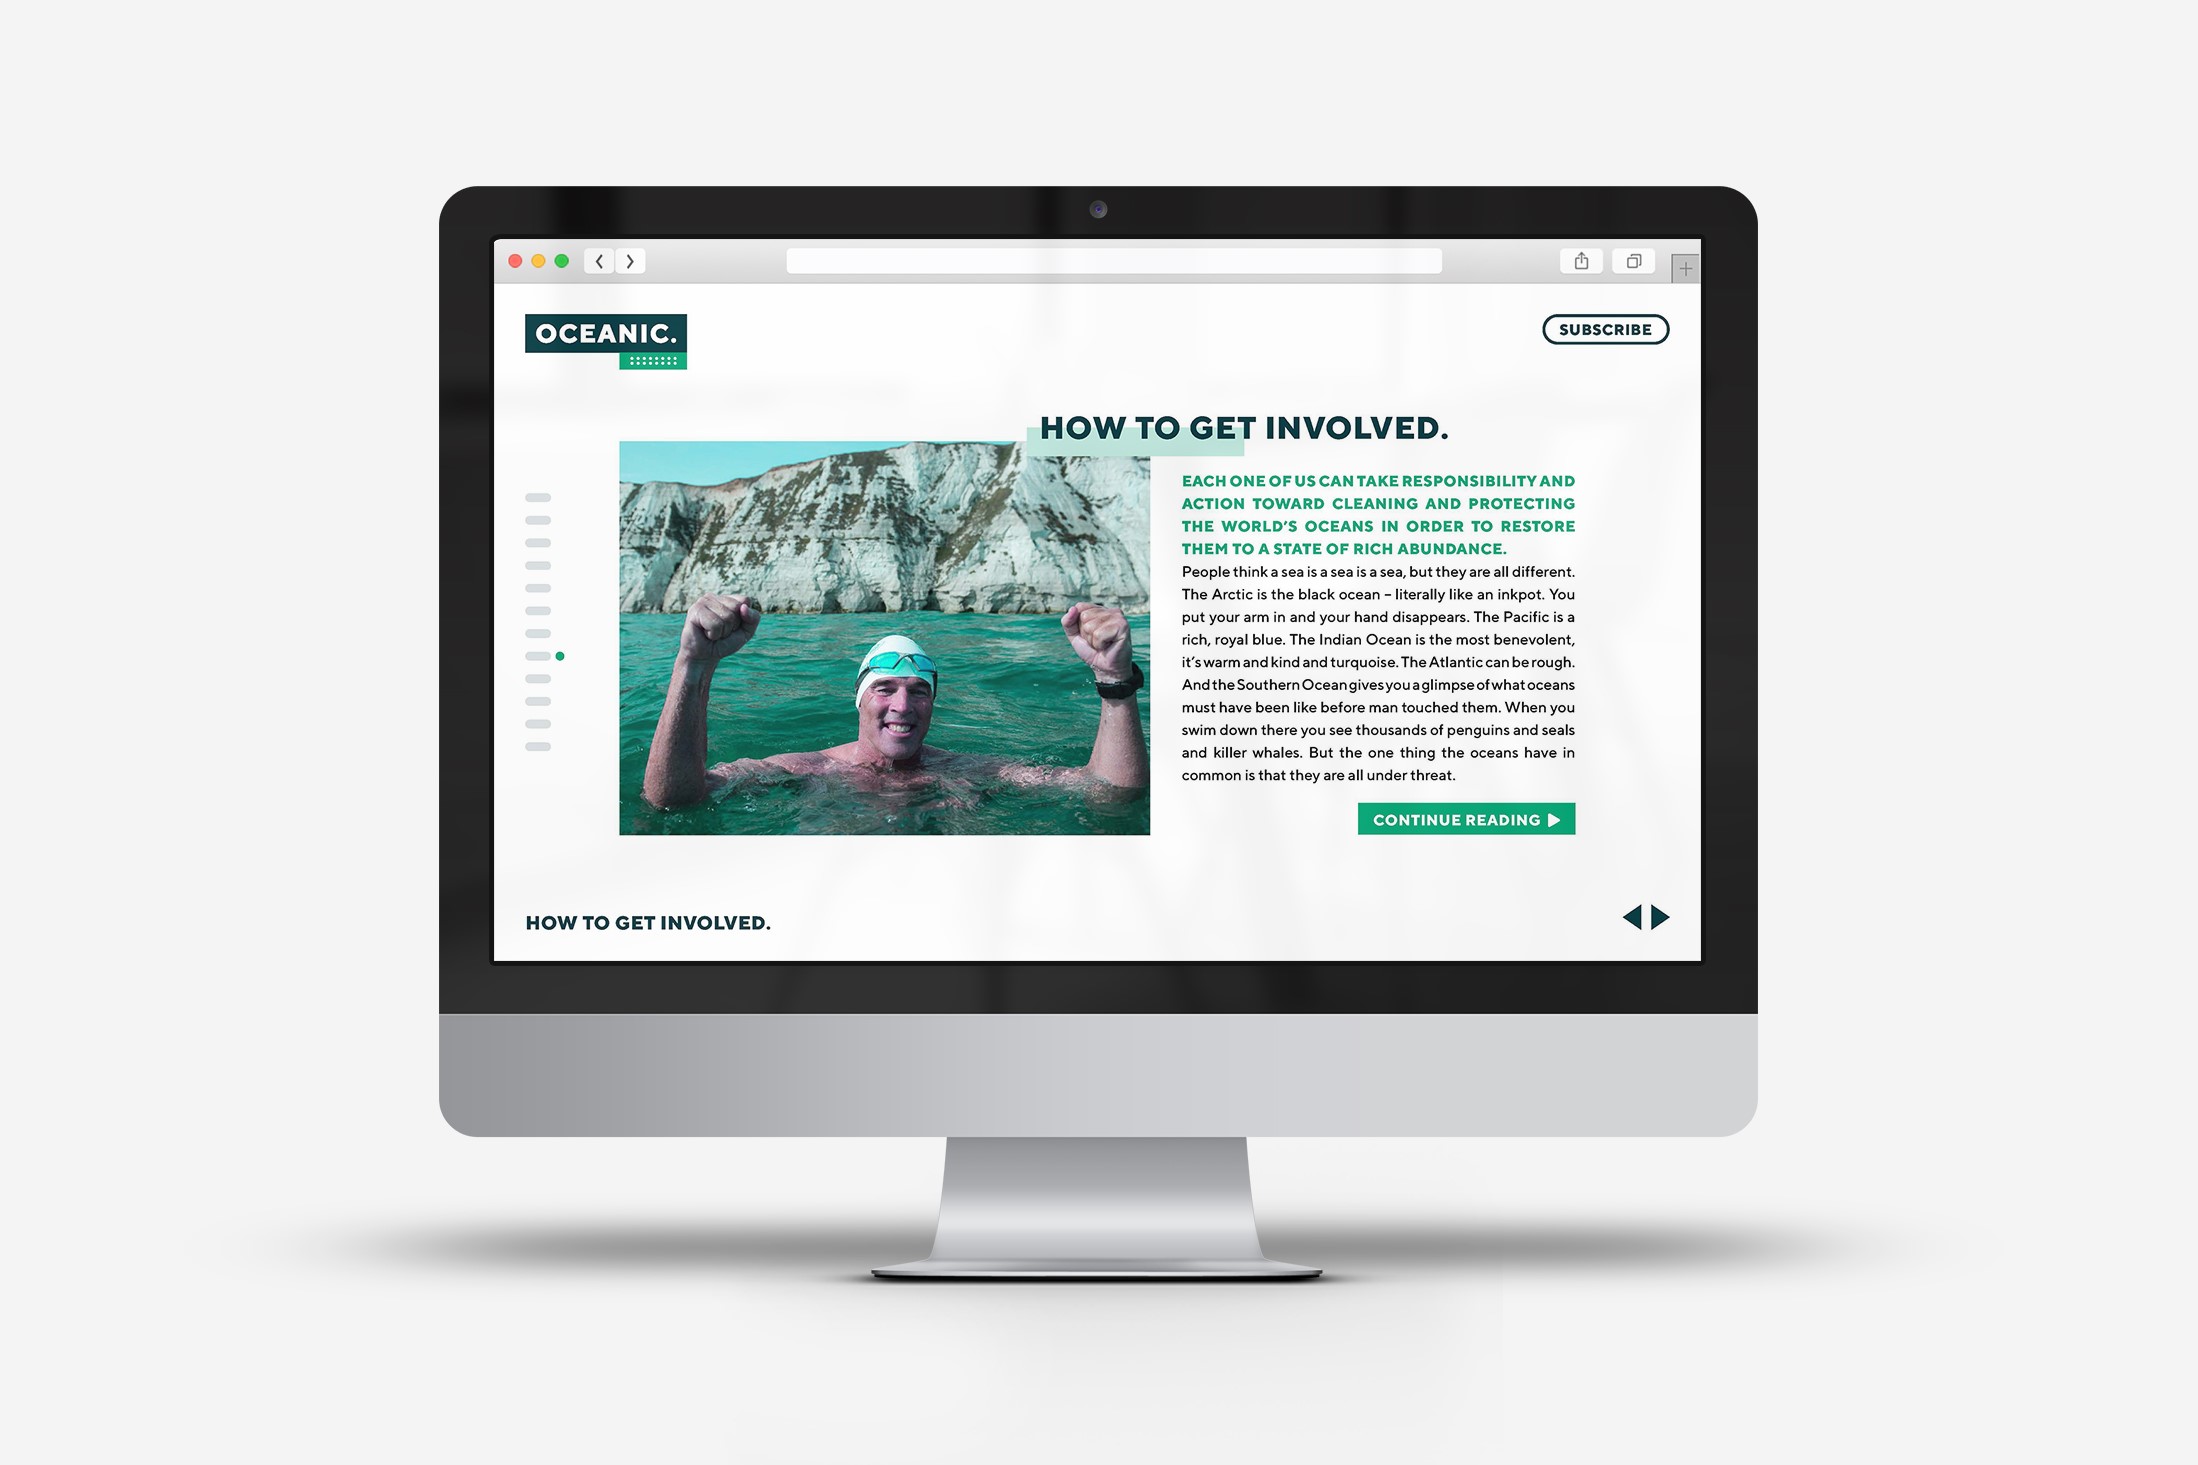 OCEANIC.
SUBSCRIBE
HOW TO GET INVOLVED.
EACH ONE OF US CAN TAKE RESPONSIBILITY AND
ACTION TOWARD CLEANING AND PROTECTING
THE WORLD'S OCEANS IN ORDER TO RESTORE
THEM TO A STATE OF RICH ABUNDANCE.
People think a sea is a sea is a sea, but they are all different.
The Arctic is the black ocean – literally like an inkpot. You
put your arm in and your hand disappears. The Pacific is a
rich, royal blue. The Indian Ocean is the most benevolent,
it's warm and kind and turquoise. The Atlantic can be rough.
And the Southern Ocean gives you a glimpse of what oceans
must have been like before man touched them. When you
swim down there you see thousands of penguins and seals
and killer whales. But the one thing the oceans have in
common is that they are all under threat.
CONTINUE READING
HOW TO GET INVOLVED.